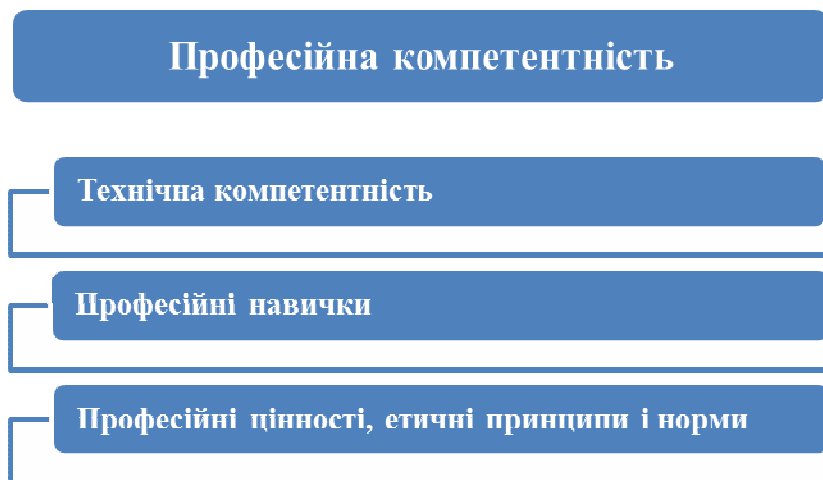 Професійна компетентність
Технічна компетентність
Професійні навички
Професійні цінності, етичні принципи і норми